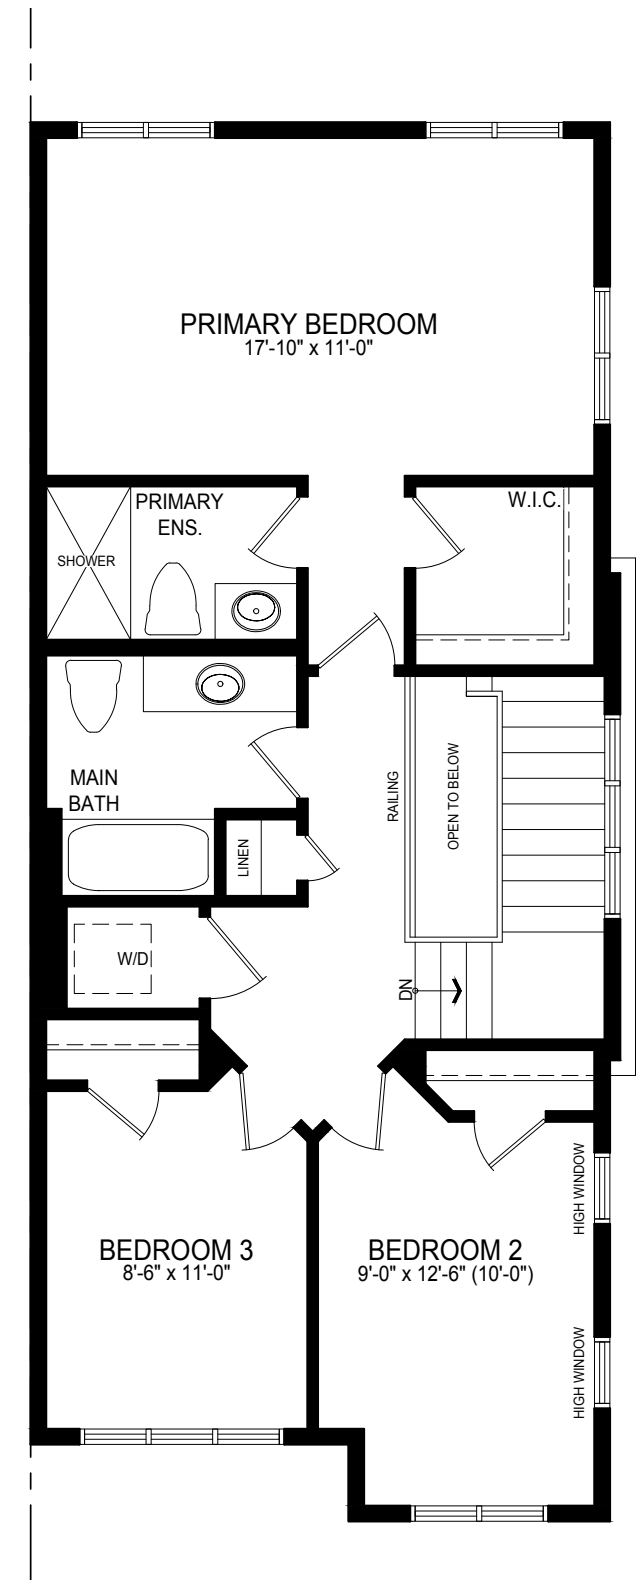 PRIMARY BEDROOM
17'-10" x 11'-0"
PRIMARY
ENS.
SHOWER
W.I.C.
MAIN
BATH
LINEN
RAILING
OPEN TO BELOW
W/D
DN
HIGH WINDOW
BEDROOM 3
8'-6" x 11'-0"
BEDROOM 2
9'-0" x 12'-6" (10'-0")
HIGH WINDOW